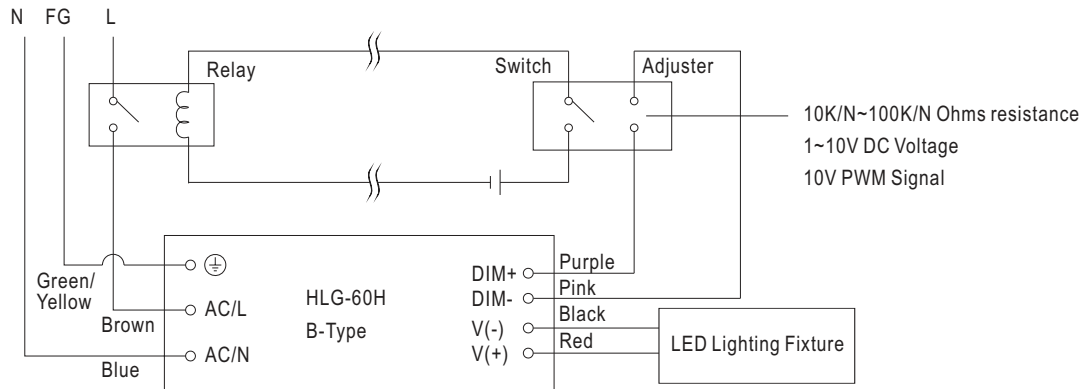 N FG L
Relay
Switch
Adjuster
10K/N~100K/N Ohms resistance
1~10V DC Voltage
10V PWM Signal
Green/
Yellow
Brown
Blue
AC/L
AC/N
HLG-60H
B-Type
DIM+
DIM-
V(-)
V(+)
Purple
Pink
Black
Red
LED Lighting Fixture